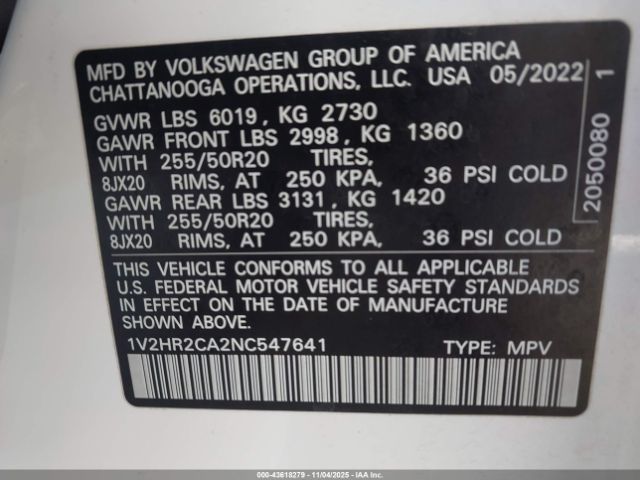 MFD BY VOLKSWAGEN GROUP OF AMERICA
CHATTANOOGA OPERATIONS, LLC. USA 05/2022
GVWR LBS 6019, KG 2730
GAWR FRONT LBS 2998, KG 1360
WITH 255/50R20 TIRES,
8JX20 RIMS, AT 250 KPA, 36 PSI COLD
GAWR REAR LBS 3131, KG 1420
WITH 255/50R20 TIRES,
8JX20 RIMS, AT 250 KPA, 36 PSI COLD
THIS VEHICLE CONFORMS TO ALL APPLICABLE
U.S. FEDERAL MOTOR VEHICLE SAFETY STANDARDS
IN EFFECT ON THE DATE OF MANUFACTURE
SHOWN ABOVE.
1V2HR2CA2NC547641 TYPE: MPV
2050080 1
000-43618279 - 11/04/2025 - IAAI.CA